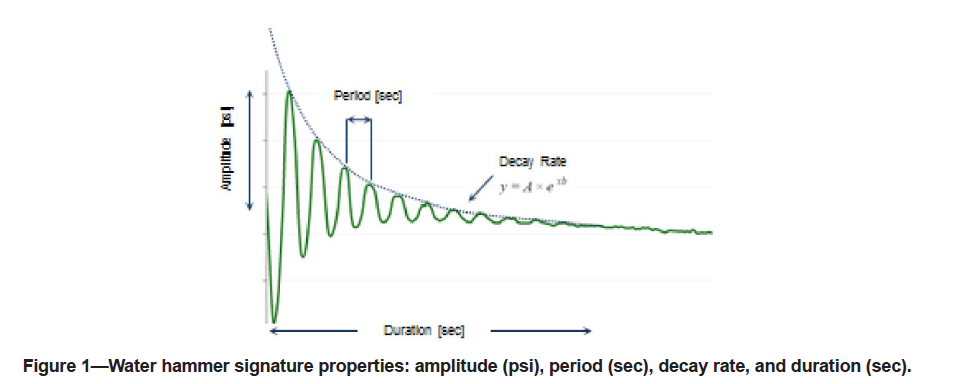 Period [sec]
Amplitude [psi]
Decay Rate
y = A × e^xb
Duration [sec]
Figure 1—Water hammer signature properties: amplitude (psi), period (sec), decay rate, and duration (sec).